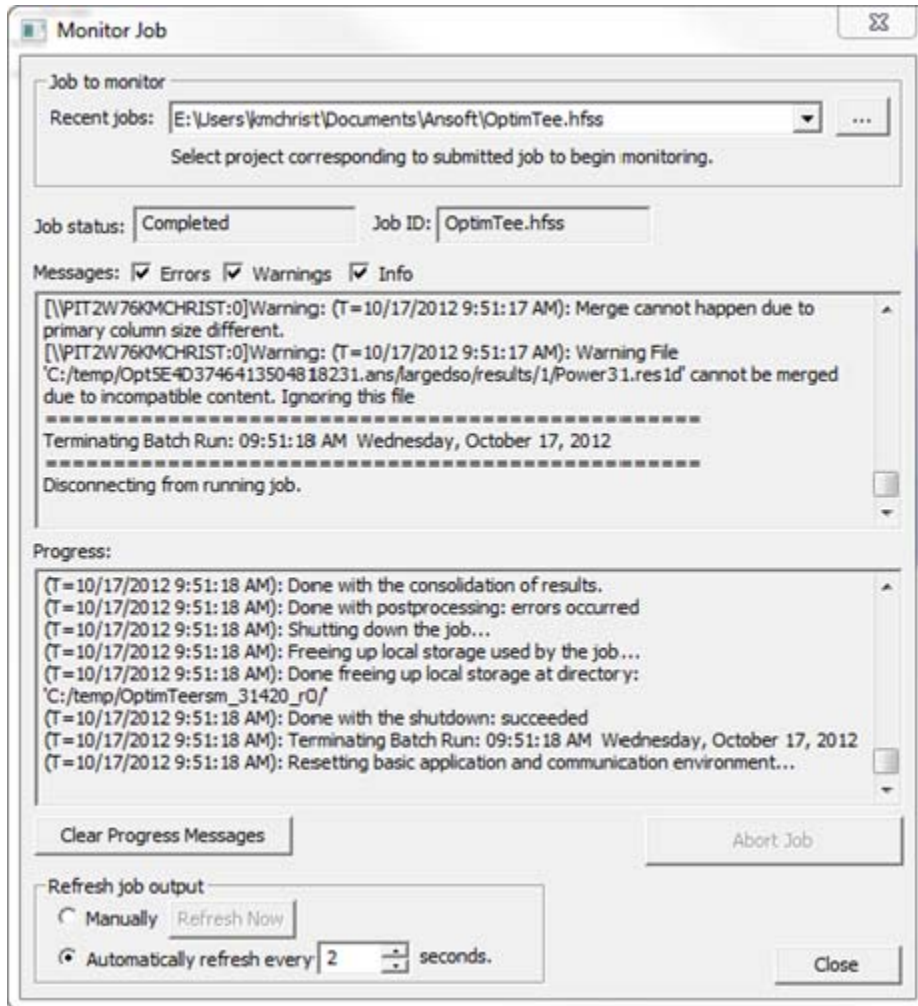 Monitor Job
Job to monitor
Recent jobs: E:\Users\kmchrist\Documents\Ansoft\OptimTee.hfss ...
Select project corresponding to submitted job to begin monitoring.
Job status: Completed Job ID: OptimTee.hfss
Messages: Errors Warnings Info
[\\PIT2W76KMCHRIST:0]Warning: (T=10/17/2012 9:51:17 AM): Merge cannot happen due to
primary column size different.
[\\PIT2W76KMCHRIST:0]Warning: (T=10/17/2012 9:51:17 AM): Warning File
'C:/temp/Opt5E4D3746413504818231.ans/largedso/results/1/Power31.res1d' cannot be merged
due to incompatible content. Ignoring this file
==================================================
Terminating Batch Run: 09:51:18 AM Wednesday, October 17, 2012
==================================================
Disconnecting from running job.
Progress:
(T=10/17/2012 9:51:18 AM): Done with the consolidation of results.
(T=10/17/2012 9:51:18 AM): Done with postprocessing: errors occurred
(T=10/17/2012 9:51:18 AM): Shutting down the job...
(T=10/17/2012 9:51:18 AM): Freeing up local storage used by the job...
(T=10/17/2012 9:51:18 AM): Done freeing up local storage at directory:
'C:/temp/OptimTeersm_31420_r0/'
(T=10/17/2012 9:51:18 AM): Done with the shutdown: succeeded
(T=10/17/2012 9:51:18 AM): Terminating Batch Run: 09:51:18 AM Wednesday, October 17, 2012
(T=10/17/2012 9:51:18 AM): Resetting basic application and communication environment...
Clear Progress Messages Abort Job
Refresh job output
Manually Refresh Now
Automatically refresh every 2 seconds.
Close